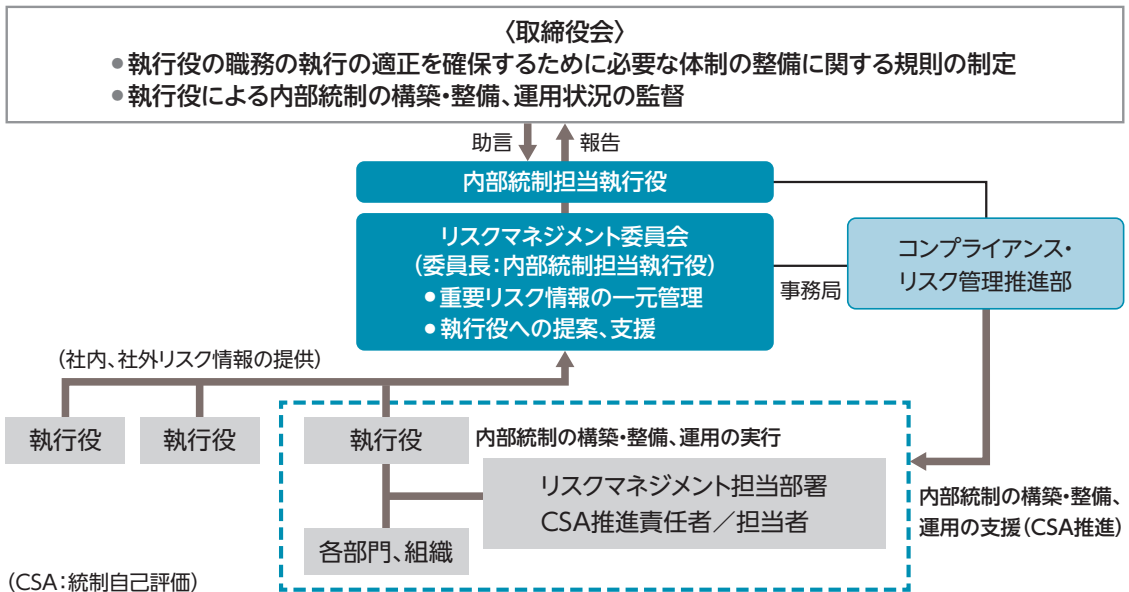 〈取締役会〉
●執行役の職務の執行の適正を確保するために必要な体制の整備に関する規則の制定
●執行役による内部統制の構築・整備、運用状況の監督
助言
報告
内部統制担当執行役
リスクマネジメント委員会
(委員長：内部統制担当執行役)
●重要リスク情報の一元管理
●執行役への提案、支援
事務局
コンプライアンス・
リスク管理推進部
(社内、社外リスク情報の提供)
執行役
執行役
執行役
内部統制の構築・整備、運用の実行
リスクマネジメント担当部署
CSA推進責任者／担当者
各部門、組織
内部統制の構築・整備、
運用の支援(CSA推進)
(CSA：統制自己評価)